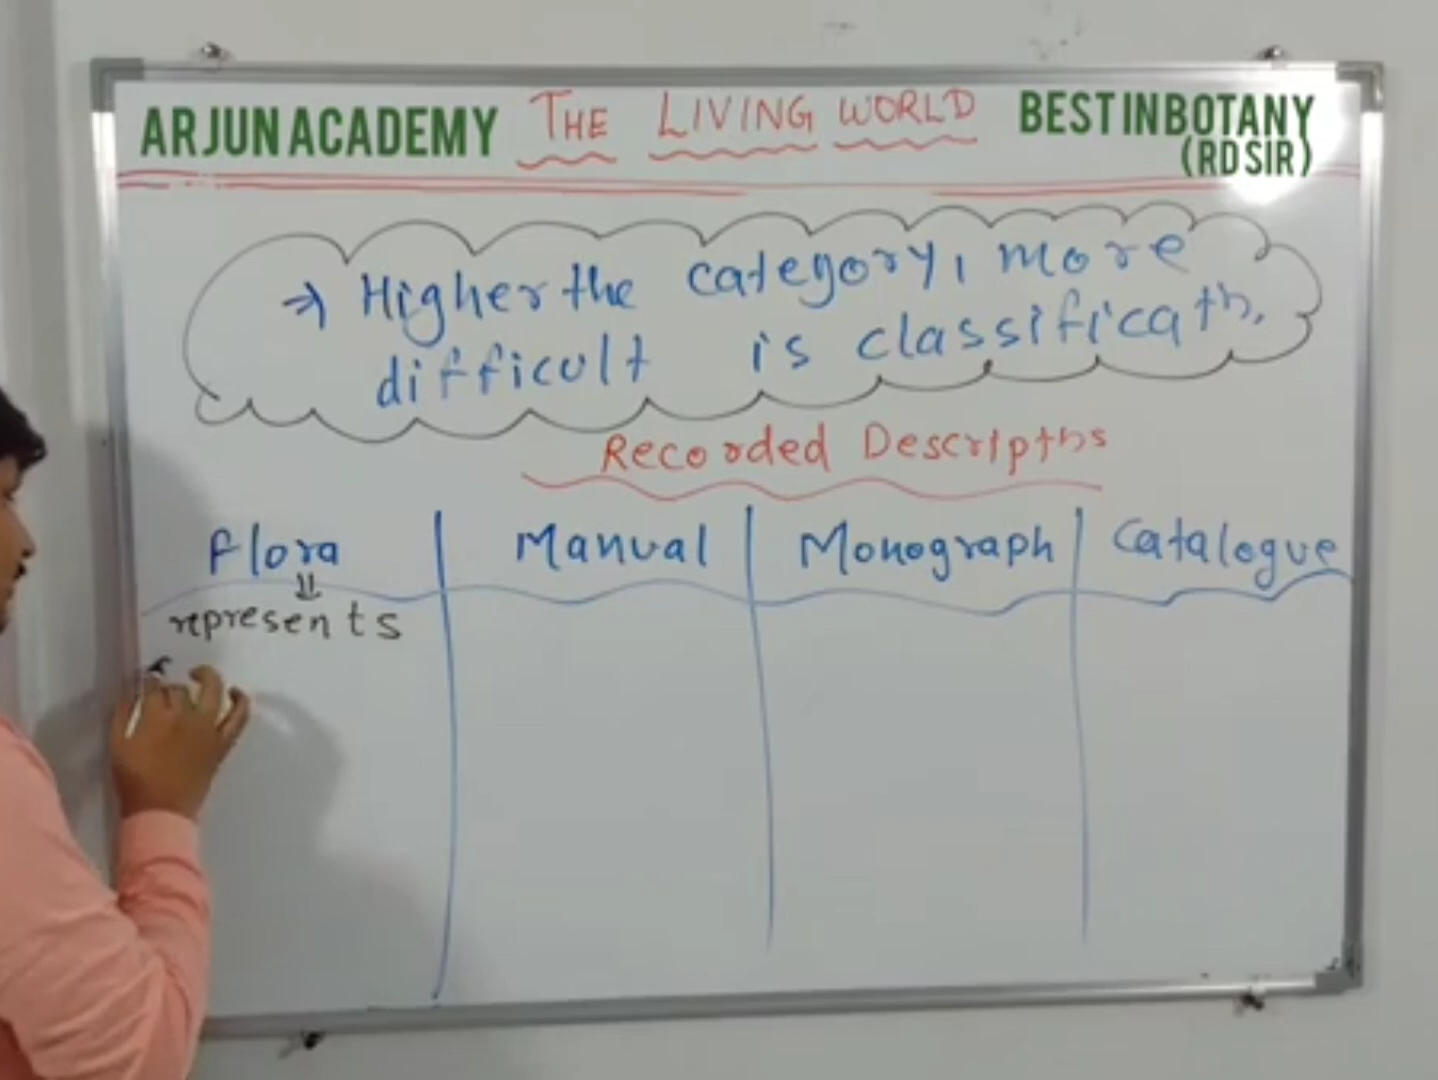 ARJUN ACADEMY THE LIVING WORLD BEST IN BOTANY
(RD SIR)
→ Higher the category, more
difficult is classificatn.
Recorded Descriptns
Flora Manual Monograph Catalogue
represents